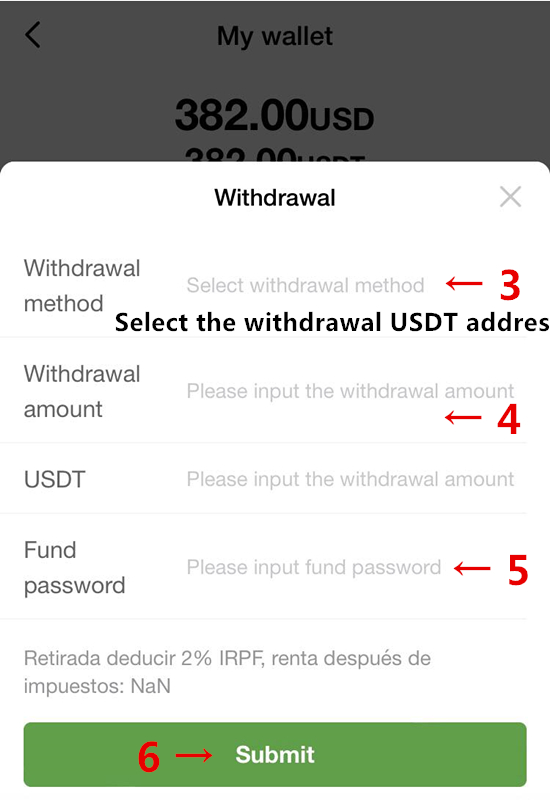 My wallet
382.00USD
382.00USDT
Withdrawal
Withdrawal
method
Select withdrawal method
3
Select the withdrawal USDT addres
Withdrawal
amount
Please input the withdrawal amount
4
USDT
Please input the withdrawal amount
Fund
password
Please input fund password
5
Retirada deducir 2% IRPF, renta después de
impuestos: NaN
6
Submit